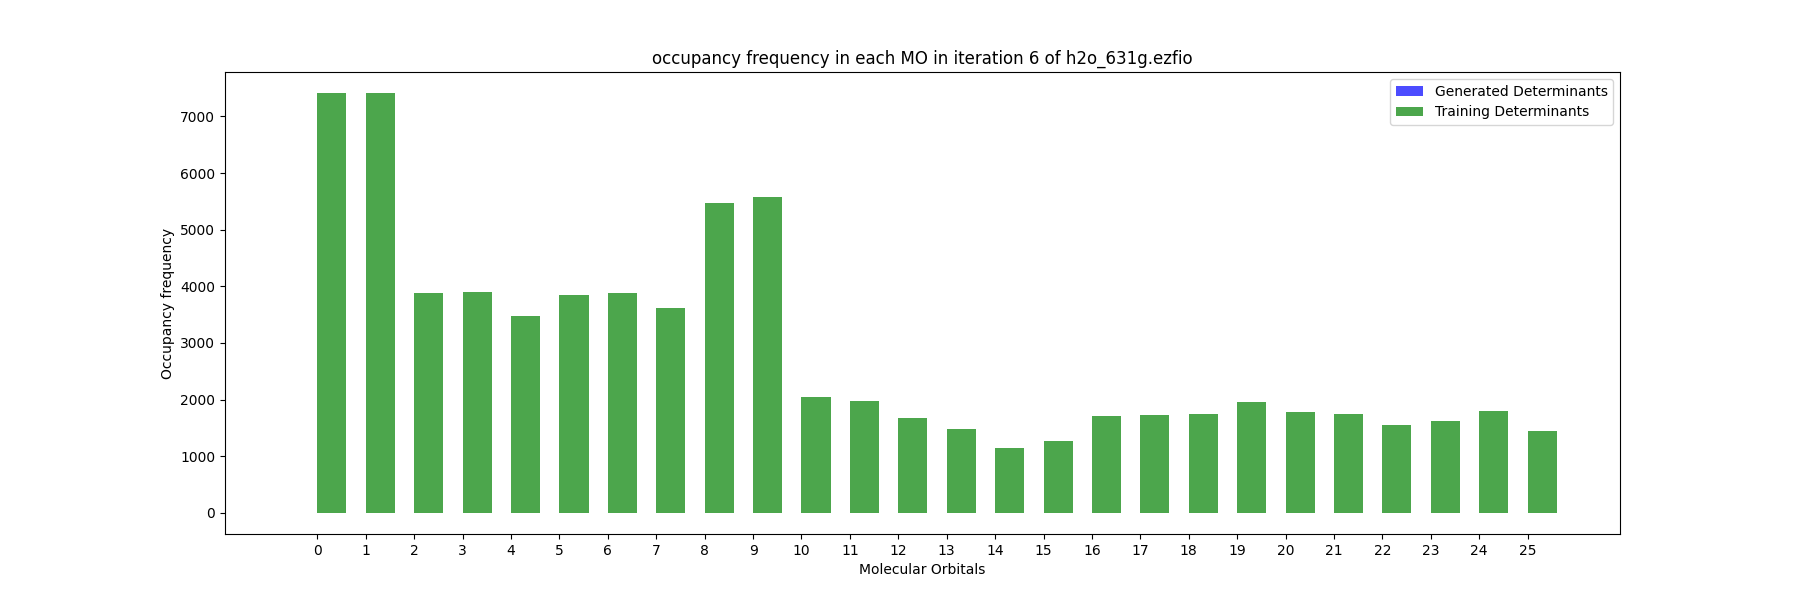 occupancy frequency in each MO in iteration 6 of h2o_631g.ezfio
Generated Determinants
Training Determinants
Occupancy frequency
7000
6000
5000
4000
3000
2000
1000
0
0 1 2 3 4 5 6 7 8 9 10 11 12 13 14 15 16 17 18 19 20 21 22 23 24 25
Molecular Orbitals